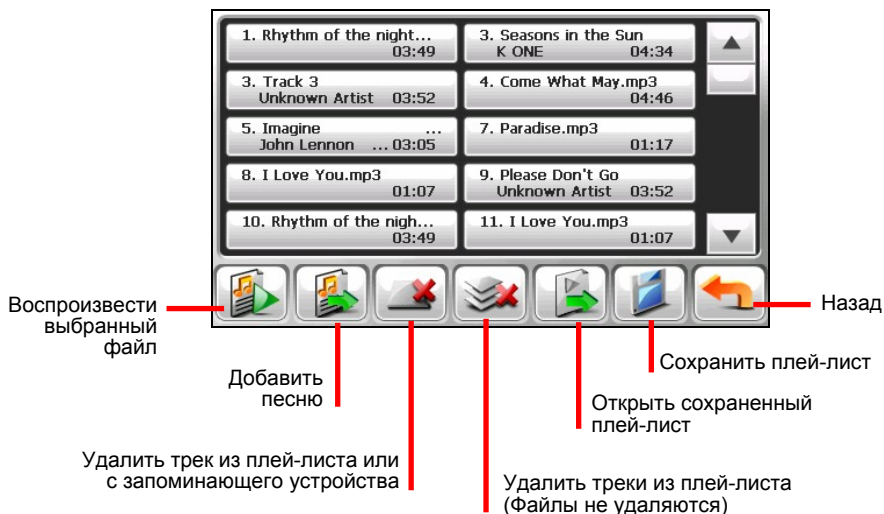 1. Rhythm of the night...
03:49
3. Seasons in the Sun
K ONE 04:34
3. Track 3
Unknown Artist 03:52
4. Come What May.mp3
04:46
5. Imagine ...
John Lennon ... 03:05
7. Paradise.mp3
01:17
8. I Love You.mp3
01:07
9. Please Don't Go
Unknown Artist 03:52
10. Rhythm of the nigh...
03:49
11. I Love You.mp3
01:07
Воспроизвести
выбранный
файл
Назад
Добавить
песню
Сохранить плей-лист
Открыть сохраненный
плей-лист
Удалить трек из плей-листа или
с запоминающего устройства
Удалить треки из плей-листа
(Файлы не удаляются)